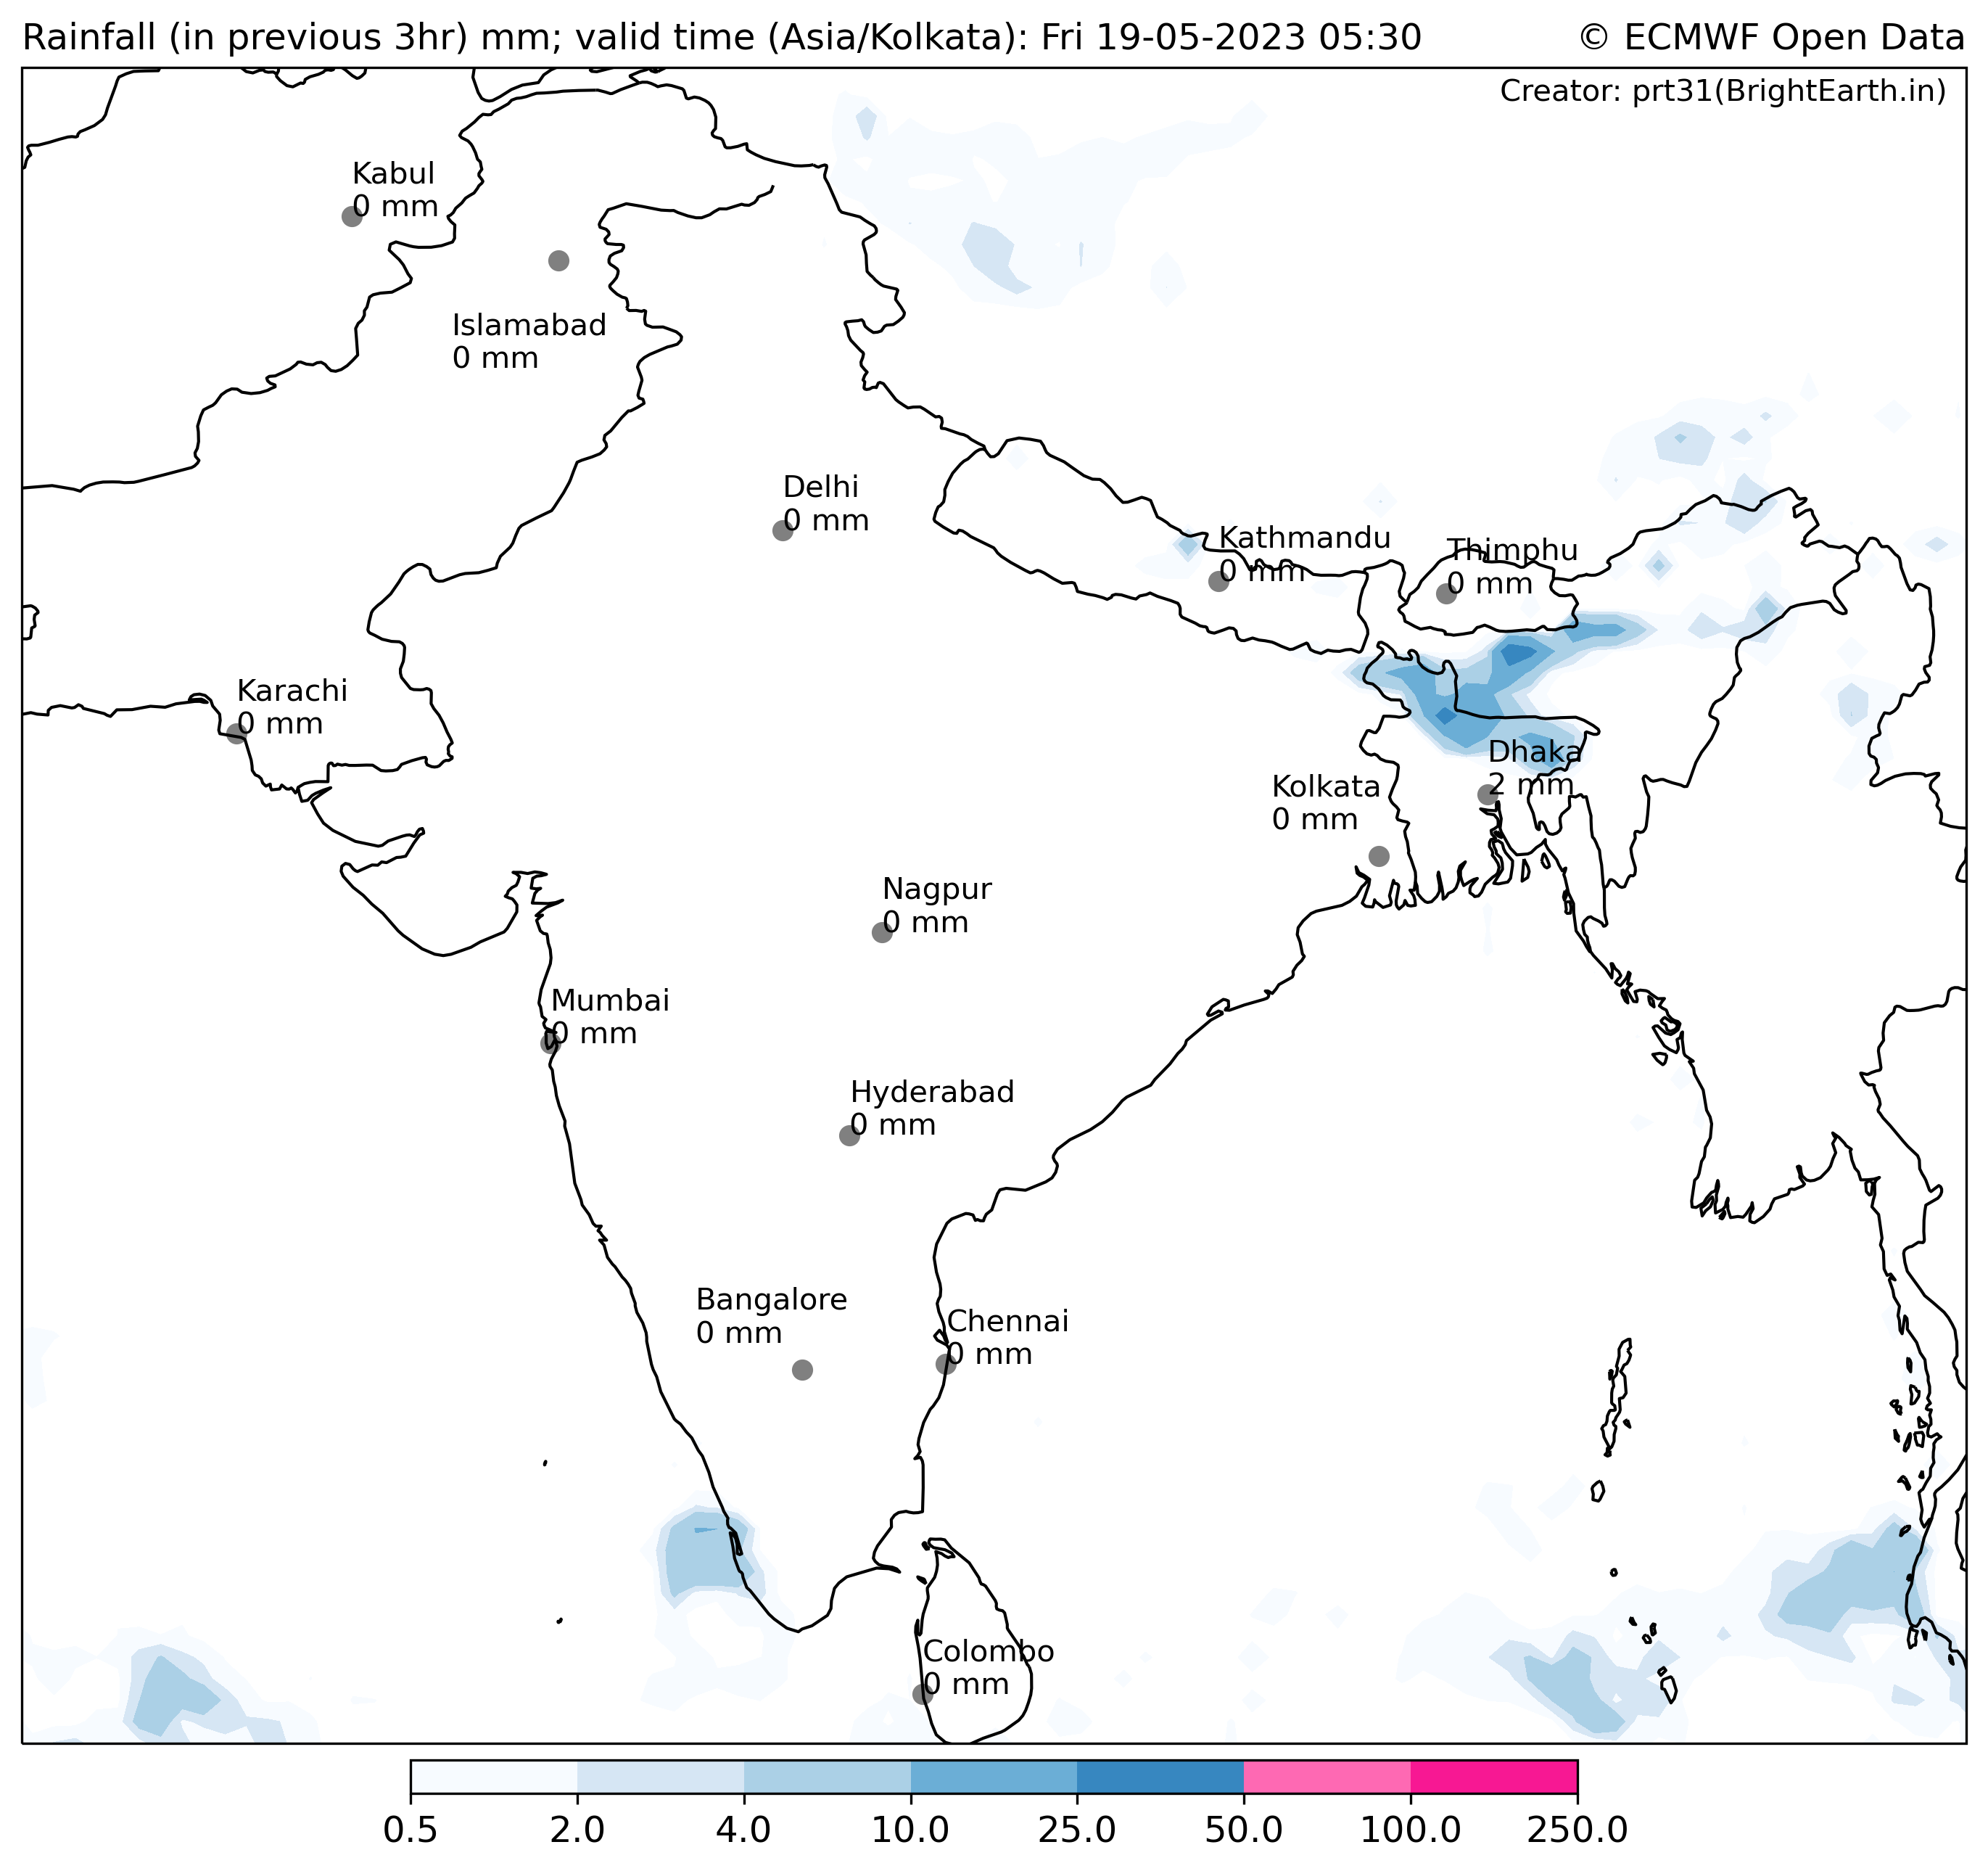 Rainfall (in previous 3hr) mm; valid time (Asia/Kolkata): Fri 19-05-2023 05:30
© ECMWF Open Data
Creator: prt31(BrightEarth.in)
Kabul
0 mm
Islamabad
0 mm
Delhi
0 mm
Kathmandu
0 mm
Thimphu
0 mm
Karachi
0 mm
Dhaka
2 mm
Kolkata
0 mm
Nagpur
0 mm
Mumbai
0 mm
Hyderabad
0 mm
Bangalore
0 mm
Chennai
0 mm
Colombo
0 mm
0.5 2.0 4.0 10.0 25.0 50.0 100.0 250.0